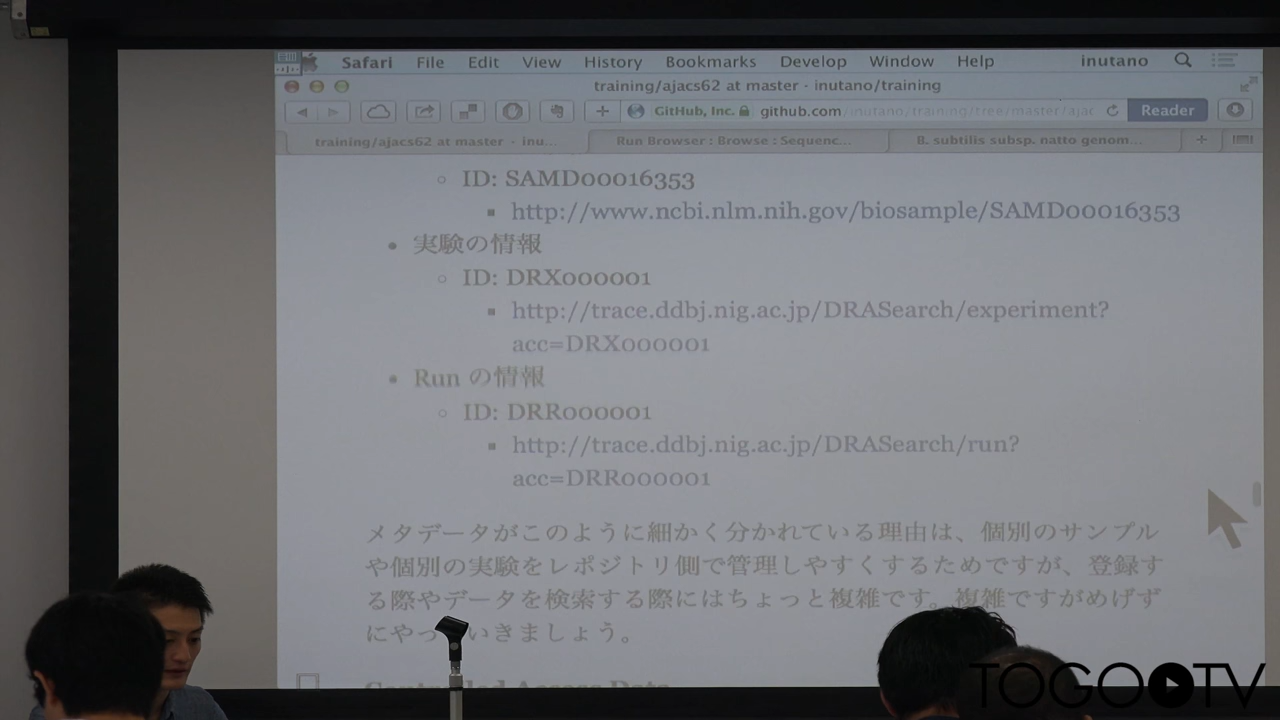 Safari File Edit View History Bookmarks Develop Window Help inutano
training/ajacs62 at master · inutano/training
GitHub, Inc. github.com/inutano/training/tree/master/ajac Reader
training/ajacs62 at master - inu... Run Browser : Browse : Sequenc... B. subtilis subsp. natto genom...
ID: SAMD00016353
http://www.ncbi.nlm.nih.gov/biosample/SAMD00016353
実験の情報
ID: DRX000001
http://trace.ddbj.nig.ac.jp/DRASearch/experiment?
acc=DRX000001
Run の情報
ID: DRR000001
http://trace.ddbj.nig.ac.jp/DRASearch/run?
acc=DRR000001
メタデータがこのように細かく分かれている理由は、個別のサンプル
や個別の実験をレポジトリ側で管理しやすくするためですが、登録す
る際やデータを検索する際にはちょっと複雑です。複雑ですがめげず
にやっ いきましょう。
Controlled Access Data
TOGOTV